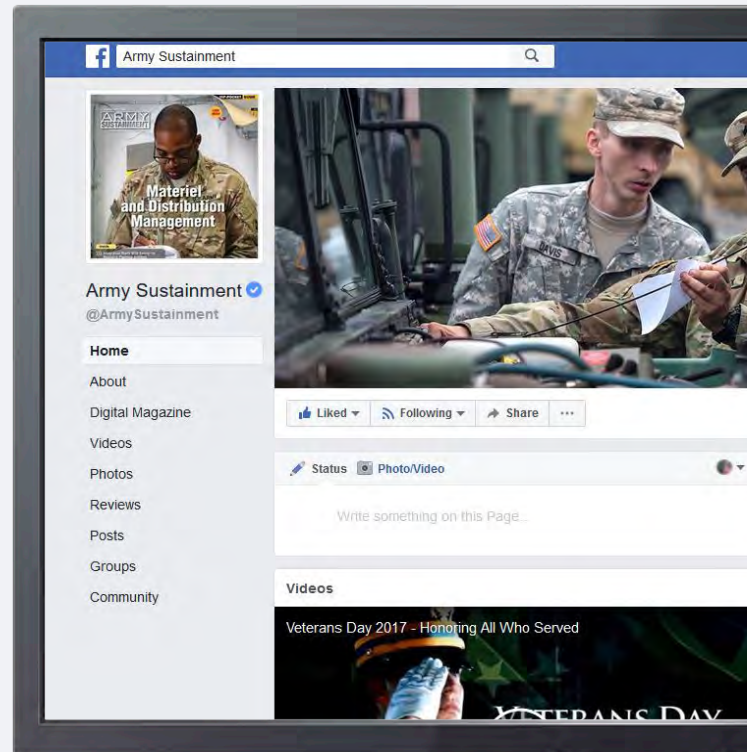 f
Army Sustainment
ARMY
SUSTAINMENT
Materiel
and Distribution
Management
DAVIS
Army Sustainment
@ArmySustainment
Home
About
Digital Magazine
Videos
Photos
Reviews
Posts
Groups
Community
Liked
Following
Share
Status
Photo/Video
Write something on this Page...
Videos
Veterans Day 2017 - Honoring All Who Served
VETERANS DAY